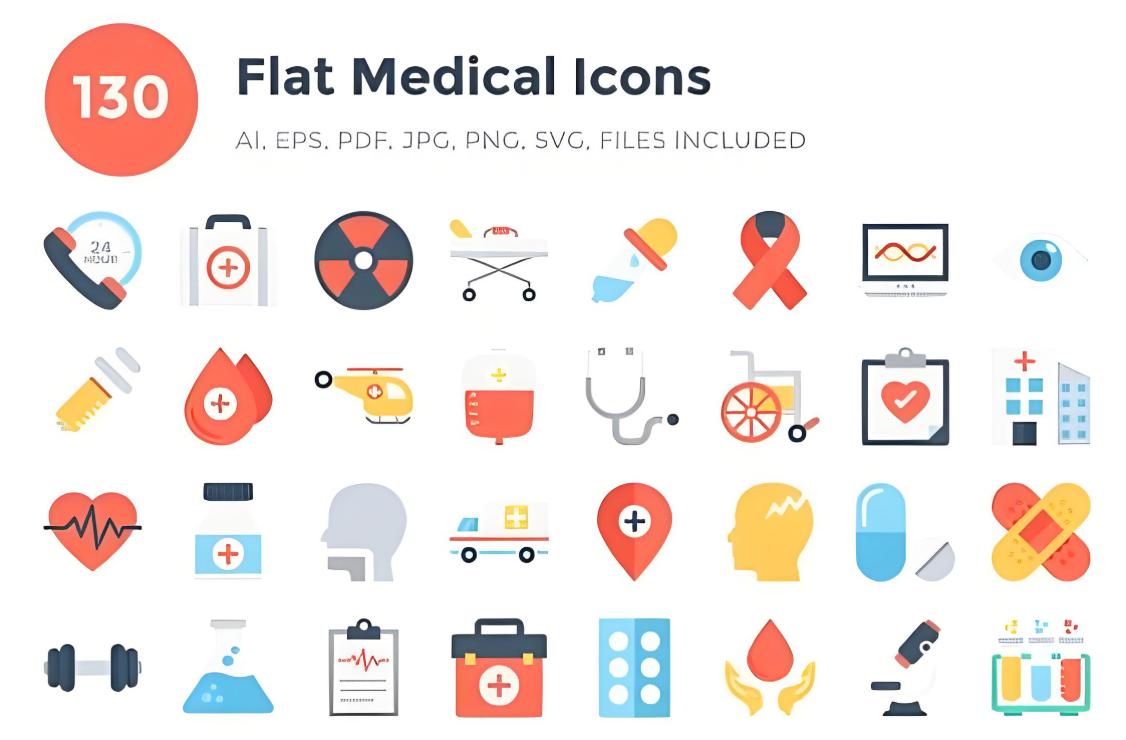 130
Flat Medical Icons
AI, EPS, PDF, JPG, PNG, SVG, FILES INCLUDED
24